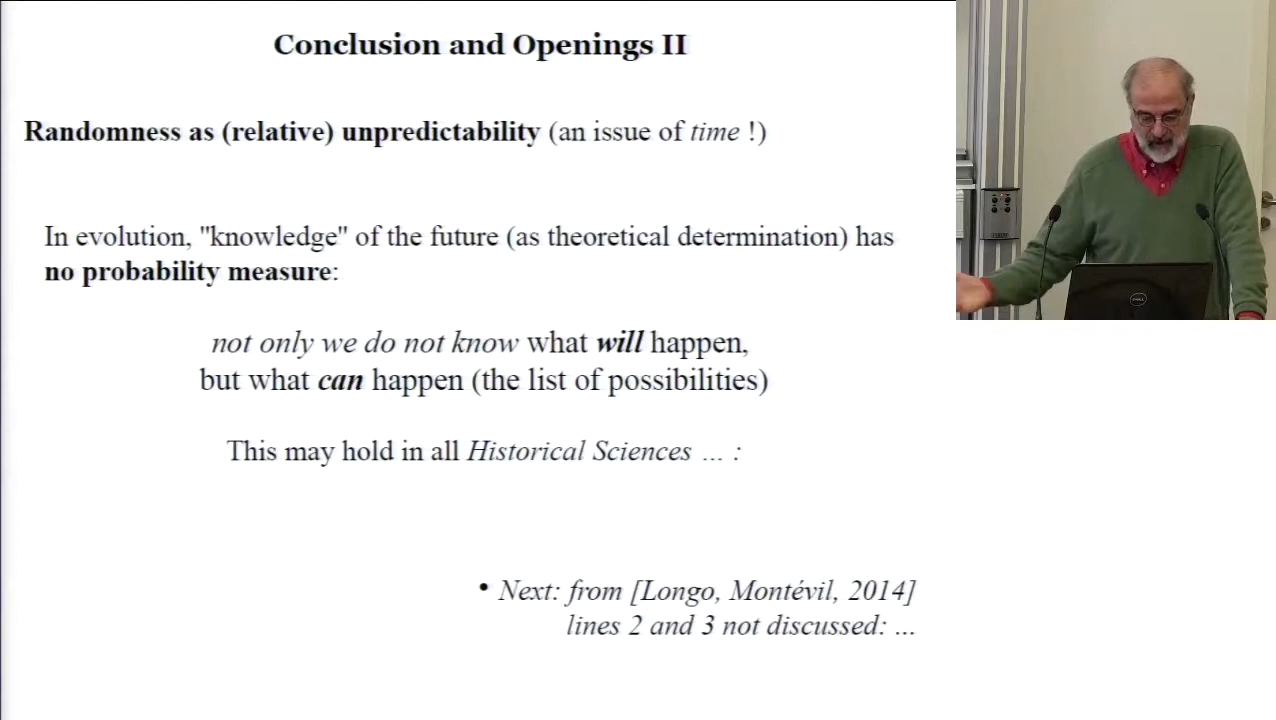 Conclusion and Openings II
Randomness as (relative) unpredictability (an issue of time !)
In evolution, "knowledge" of the future (as theoretical determination) has
no probability measure:
not only we do not know what will happen,
but what can happen (the list of possibilities)
This may hold in all Historical Sciences ... :
• Next: from [Longo, Montévil, 2014]
lines 2 and 3 not discussed: ...
DELL